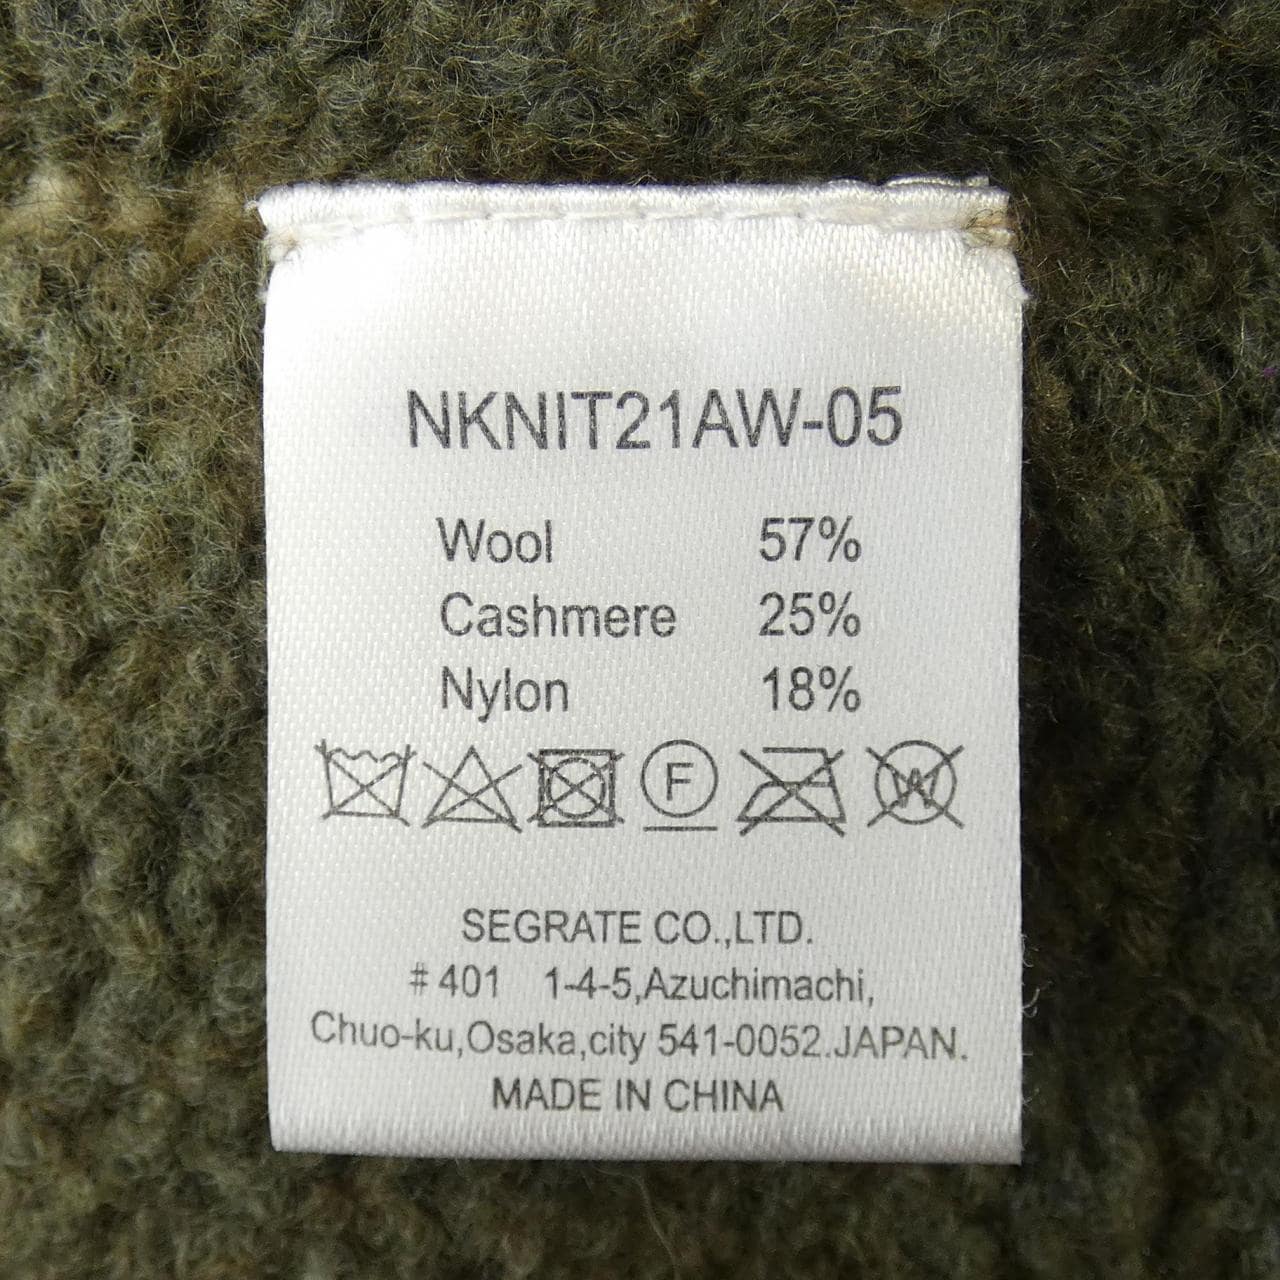 NKNIT21AW-05
Wool 57%
Cashmere 25%
Nylon 18%
F W
SEGRATE CO.,LTD.
#401 1-4-5,Azuchimachi,
Chuo-ku,Osaka,city 541-0052.JAPAN.
MADE IN CHINA